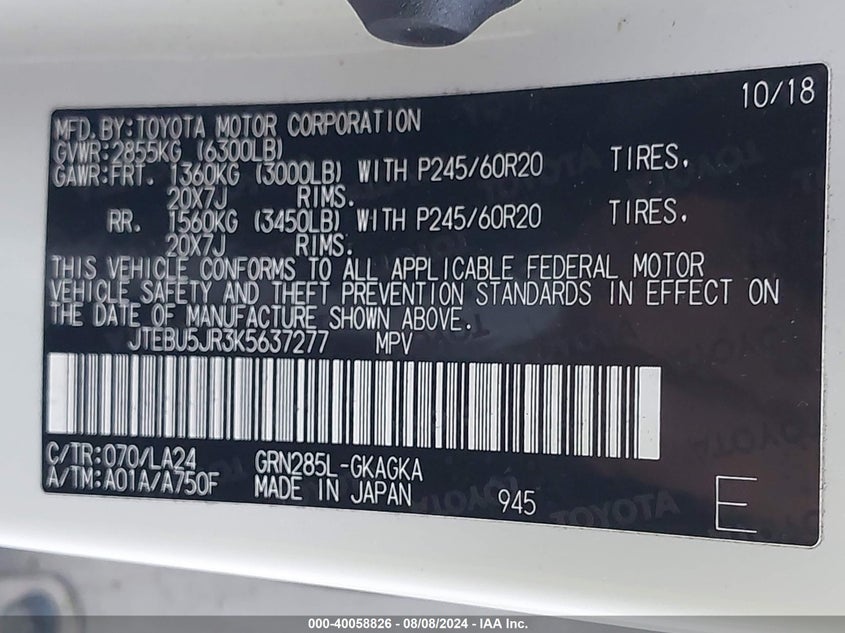 10/18
MFD.BY:TOYOTA MOTOR CORPORATION
GVWR:2855KG (6300LB)
GAWR:FRT. 1360KG (3000LB) WITH P245/60R20 TIRES,
20X7J RIMS.
RR. 1560KG (3450LB) WITH P245/60R20 TIRES,
20X7J RIMS.
THIS VEHICLE CONFORMS TO ALL APPLICABLE FEDERAL MOTOR
VEHICLE SAFETY AND THEFT PREVENTION STANDARDS IN EFFECT ON
THE DATE OF MANUFACTURE SHOWN ABOVE.
JTEBU5JR3K5637277 MPV
C/TR:070/LA24 GRN285L-GKAGKA
A/TM:A01A/A750F MADE IN JAPAN 945 E
TOYOTA
000-40058826 - 08/08/2024 - IAA Inc.